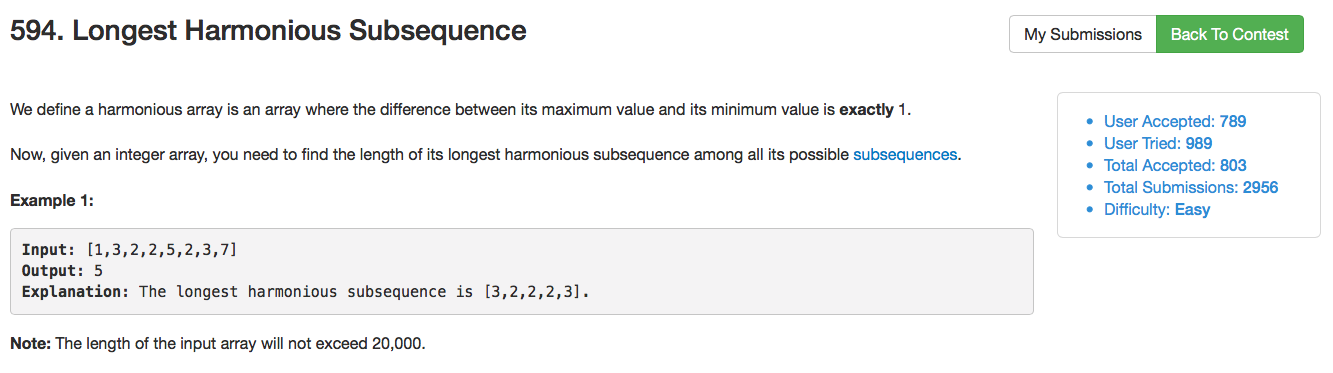 594. Longest Harmonious Subsequence
My Submissions
Back To Contest
We define a harmonious array is an array where the difference between its maximum value and its minimum value is exactly 1.
Now, given an integer array, you need to find the length of its longest harmonious subsequence among all its possible subsequences.
Example 1:
Input: [1,3,2,2,5,2,3,7]
Output: 5
Explanation: The longest harmonious subsequence is [3,2,2,2,3].
Note: The length of the input array will not exceed 20,000.
User Accepted: 789
User Tried: 989
Total Accepted: 803
Total Submissions: 2956
Difficulty: Easy